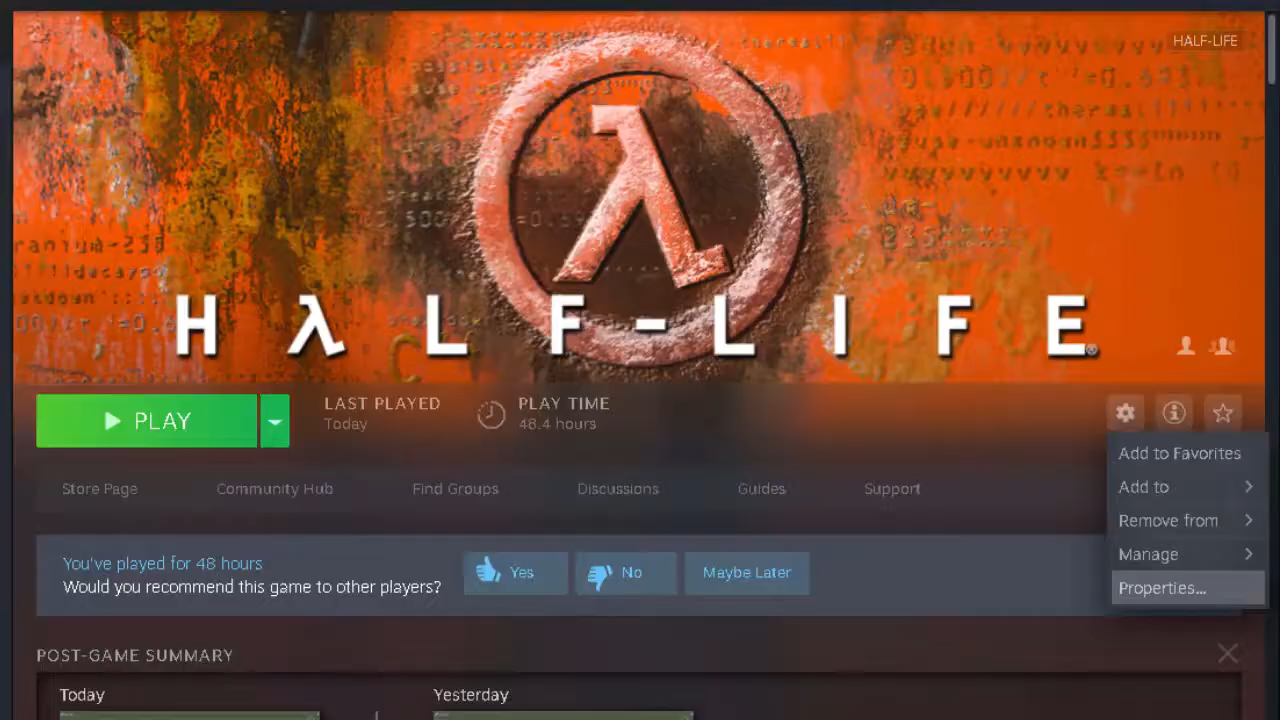 HALF-LIFE
HλLF-LIFE®
PLAY
LAST PLAYED
Today
PLAY TIME
48.4 hours
Add to Favorites
Add to
Remove from
Manage
Properties...
Store Page
Community Hub
Find Groups
Discussions
Guides
Support
You've played for 48 hours
Would you recommend this game to other players?
Yes
No
Maybe Later
POST-GAME SUMMARY
Today
Yesterday